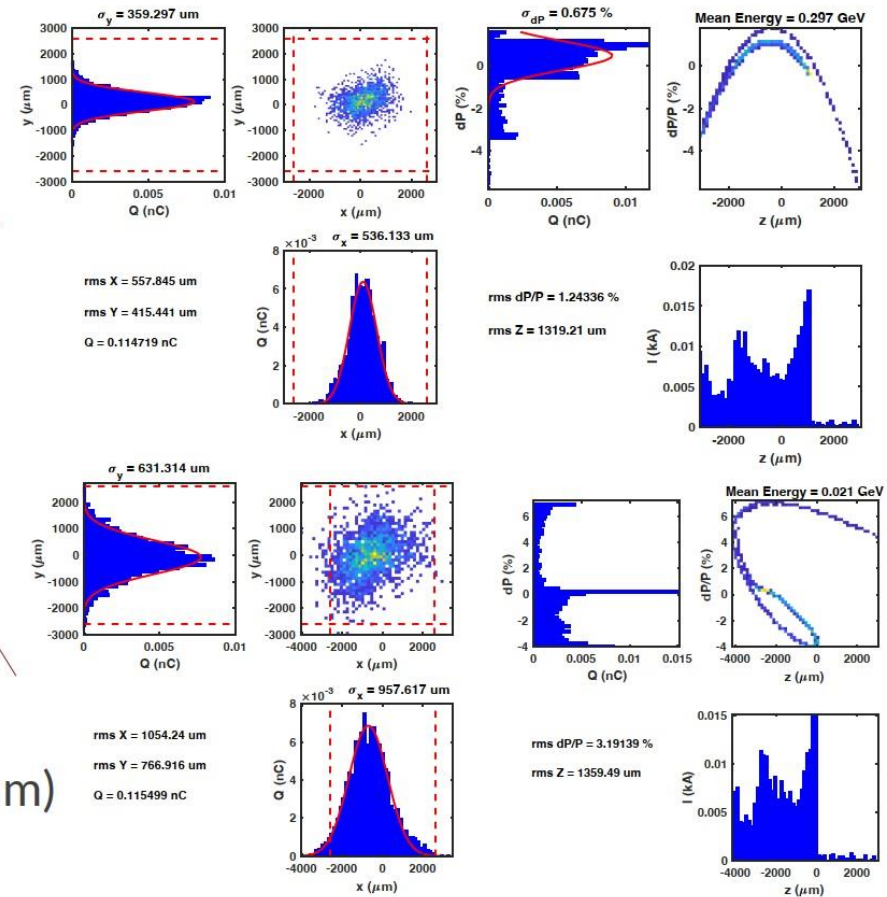 σy = 359.297 um
3000
2000
1000
0
-1000
-2000
-3000
y (μm)
0 0.005 0.01
Q (nC)
3000
2000
1000
0
-1000
-2000
-3000
y (μm)
-2000 0 2000
x (μm)
σdP = 0.675 %
0
-2
-4
dP (%)
0 0.005 0.01
Q (nC)
Mean Energy = 0.297 GeV
0
-2
-4
dP/P (%)
-2000 0 2000
z (μm)
rms X = 557.845 um
rms Y = 415.441 um
Q = 0.114719 nC
×10-3 σx = 536.133 um
8
6
4
2
0
Q (nC)
-2000 0 2000
x (μm)
rms dP/P = 1.24336 %
rms Z = 1319.21 um
0.02
0.015
0.01
0.005
0
I (kA)
-2000 0 2000
z (μm)
σy = 631.314 um
2000
1000
0
-1000
-2000
-3000
y (μm)
0 0.005 0.01
Q (nC)
2000
1000
0
-1000
-2000
-3000
y (μm)
-4000 -2000 0 2000
x (μm)
6
4
2
0
-2
-4
dP (%)
0 0.005 0.01 0.015
Q (nC)
Mean Energy = 0.021 GeV
6
4
2
0
-2
-4
dP/P (%)
-4000 -2000 0 2000
z (μm)
rms X = 1054.24 um
rms Y = 766.916 um
Q = 0.115499 nC
m)
×10-3 σx = 957.617 um
8
6
4
2
0
Q (nC)
-4000 -2000 0 2000
x (μm)
rms dP/P = 3.19139 %
rms Z = 1359.49 um
0.015
0.01
0.005
0
I (kA)
-4000 -2000 0 2000
z (μm)